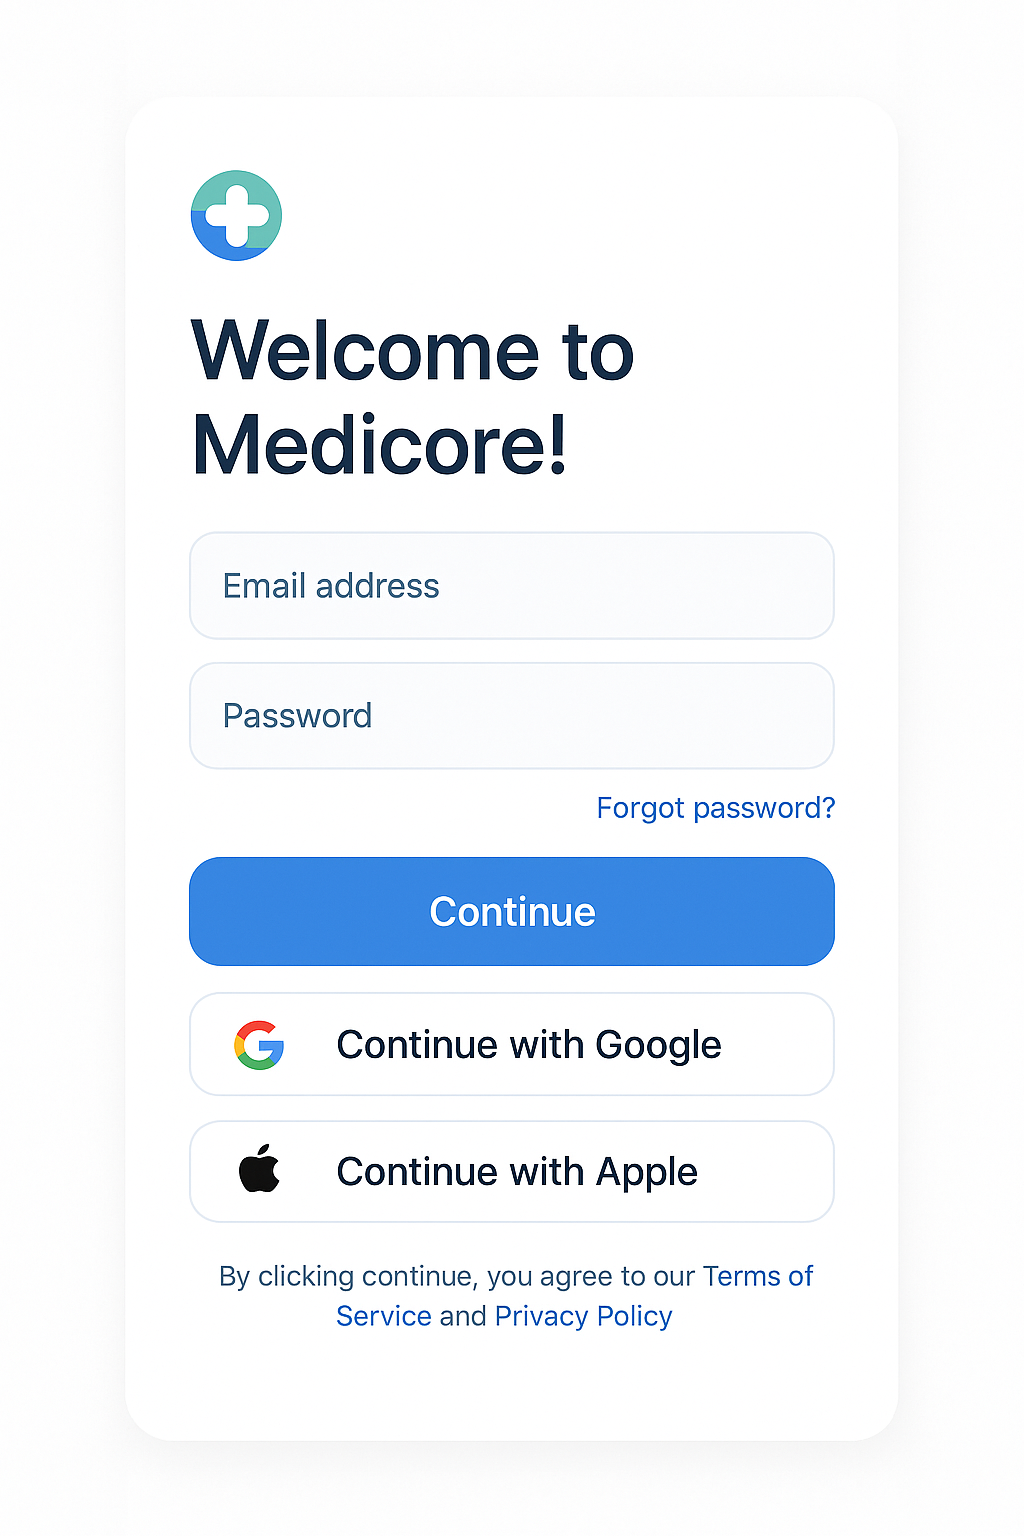 Welcome to
Medicore!
Email address
Password
Forgot password?
Continue
Continue with Google
Continue with Apple
By clicking continue, you agree to our Terms of
Service and Privacy Policy